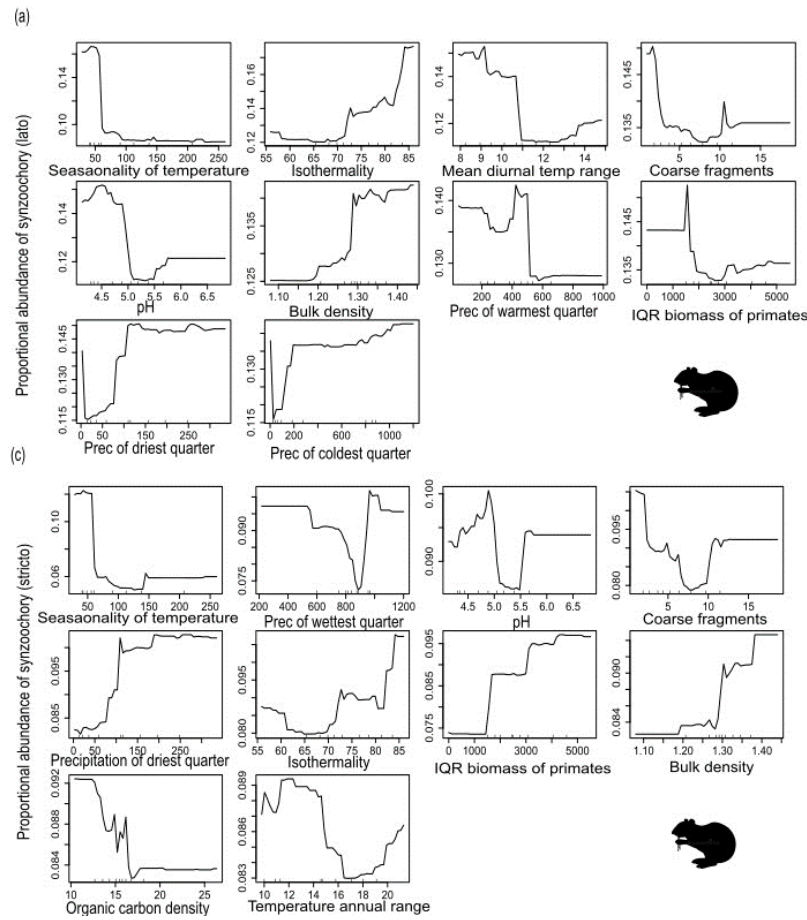 (a)
Proportional abundance of synzoochory (lato)
0.10 0.14
50 100 150 200 250
Seasaonality of temperature
0.12 0.14 0.16
55 60 65 70 75 80 85
Isothermality
0.12 0.13 0.14
8 9 10 12 14
Mean diurnal temp range
0.135 0.145
5 10 15
Coarse fragments
0.12 0.14
4.5 5.0 5.5 6.0 6.5
pH
0.125 0.135
1.10 1.20 1.30 1.40
Bulk density
0.130 0.140
200 400 600 800 1000
Prec of warmest quarter
0.135 0.145
0 1000 3000 5000
IQR biomass of primates
0.115 0.130 0.145
0 50 100 200 300
Prec of driest quarter
0.115 0.130
0 200 400 800 1200
Prec of coldest quarter
(c)
Proportional abundance of synzoochory (stricto)
0.06 0.10
50 100 150 200 250
Seasaonality of temperature
0.075 0.090
200 400 600 800 1000 1200
Prec of wettest quarter
0.090 0.100
4.5 5.0 5.5 6.0 6.5
pH
0.080 0.095
5 10 15
Coarse fragments
0.085 0.095
0 50 100 200 300
Precipitation of driest quarter
0.080 0.095
55 60 65 70 75 80 85
Isothermality
0.075 0.085 0.095
0 1000 3000 5000
IQR biomass of primates
0.084 0.090
1.10 1.20 1.30 1.40
Bulk density
0.084 0.088 0.092
10 15 20 25
Organic carbon density
0.083 0.086 0.089
10 12 14 16 18 20
Temperature annual range